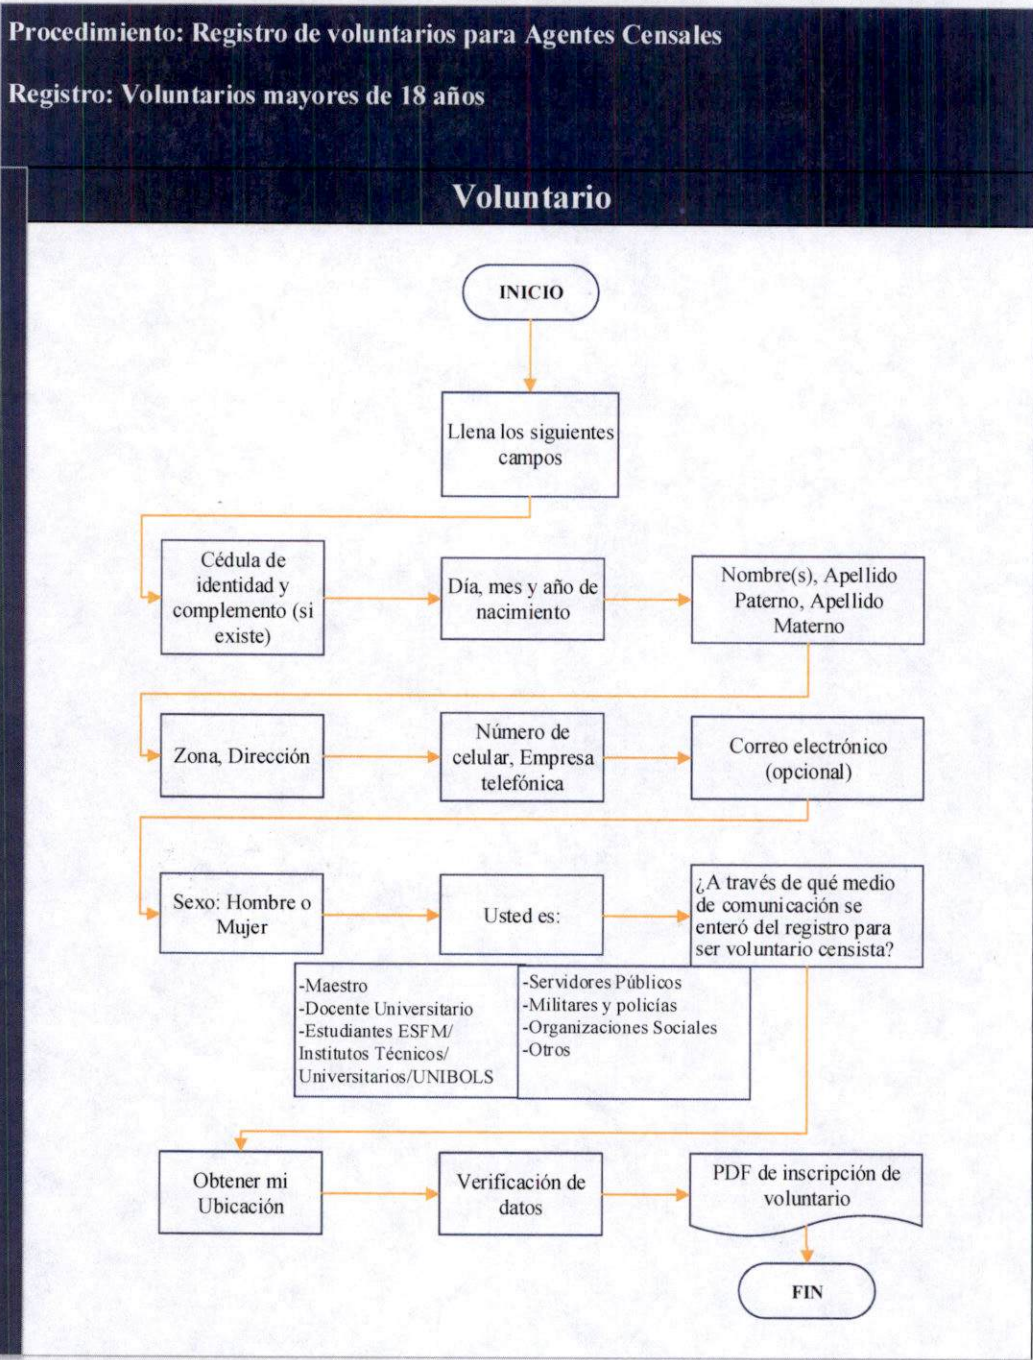 Procedimiento: Registro de voluntarios para Agentes Censales
Registro: Voluntarios mayores de 18 años
Voluntario
INICIO
Llena los siguientes
campos
Cédula de
identidad y
complemento (si
existe)
Día, mes y año de
nacimiento
Nombre(s), Apellido
Paterno, Apellido
Materno
Zona, Dirección
Número de
celular, Empresa
telefónica
Correo electrónico
(opcional)
Sexo: Hombre o
Mujer
Usted es:
¿A través de qué medio
de comunicación se
enteró del registro para
ser voluntario censista?
-Maestro
-Docente Universitario
-Estudiantes ESFM/
Institutos Técnicos/
Universitarios/UNIBOLS
-Servidores Públicos
-Militares y policías
-Organizaciones Sociales
-Otros
Obtener mi
Ubicación
Verificación de
datos
PDF de inscripción de
voluntario
FIN